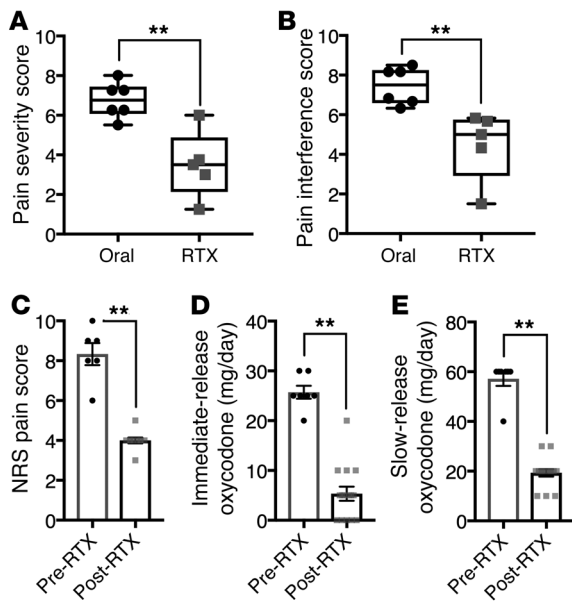 A
Pain severity score
10
8
6
4
2
0
**
Oral
RTX
B
Pain interference score
10
8
6
4
2
0
**
Oral
RTX
C
NRS pain score
10
8
6
4
2
0
**
Pre-RTX
Post-RTX
D
Immediate-release
oxycodone (mg/day)
40
30
20
10
0
**
Pre-RTX
Post-RTX
E
Slow-release
oxycodone (mg/day)
80
60
40
20
0
**
Pre-RTX
Post-RTX